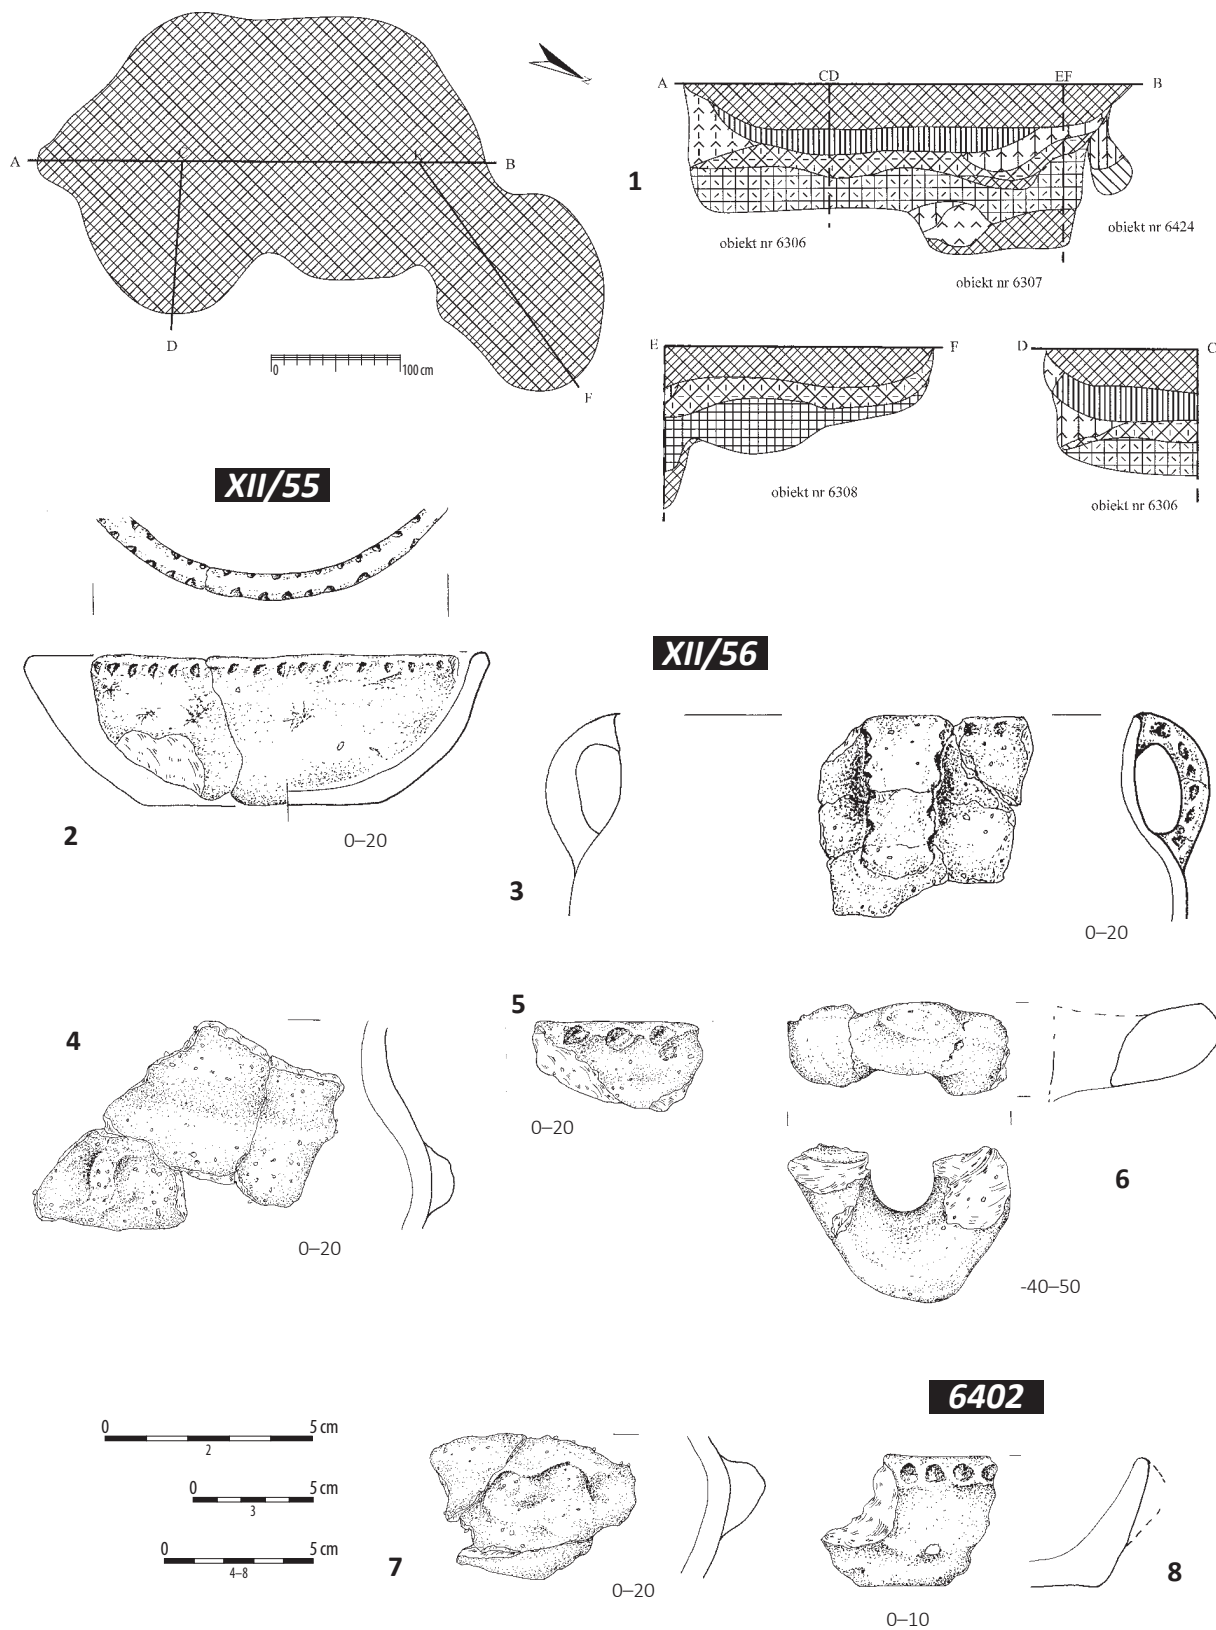 A
C
E
B
D
F
0
100 cm
1
A
CD
EF
B
obiekt nr 6306
obiekt nr 6424
obiekt nr 6307
E
F
D
C
obiekt nr 6308
obiekt nr 6306
XII/55
2
0–20
XII/56
3
0–20
4
0–20
5
0–20
6
-40–50
0
5 cm
2
0
5 cm
3
0
5 cm
4–8
7
0–20
6402
8
0–10